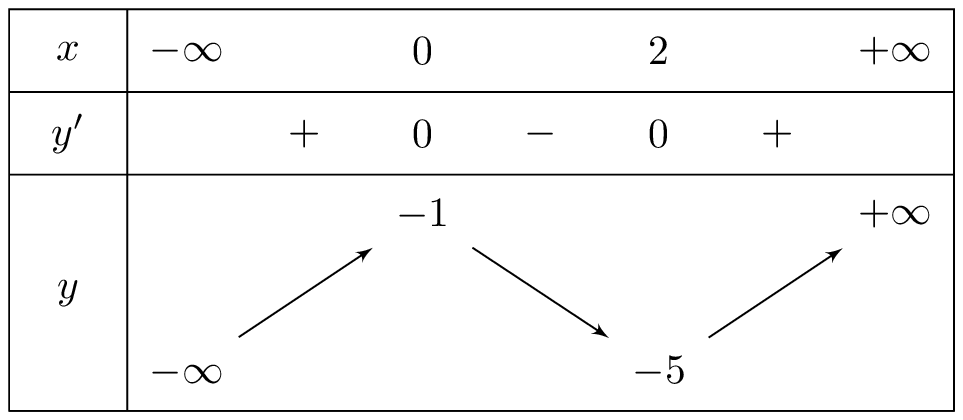 x −∞ 0 2 +∞
y′ + 0 − 0 +
−1 +∞
y
−∞ −5